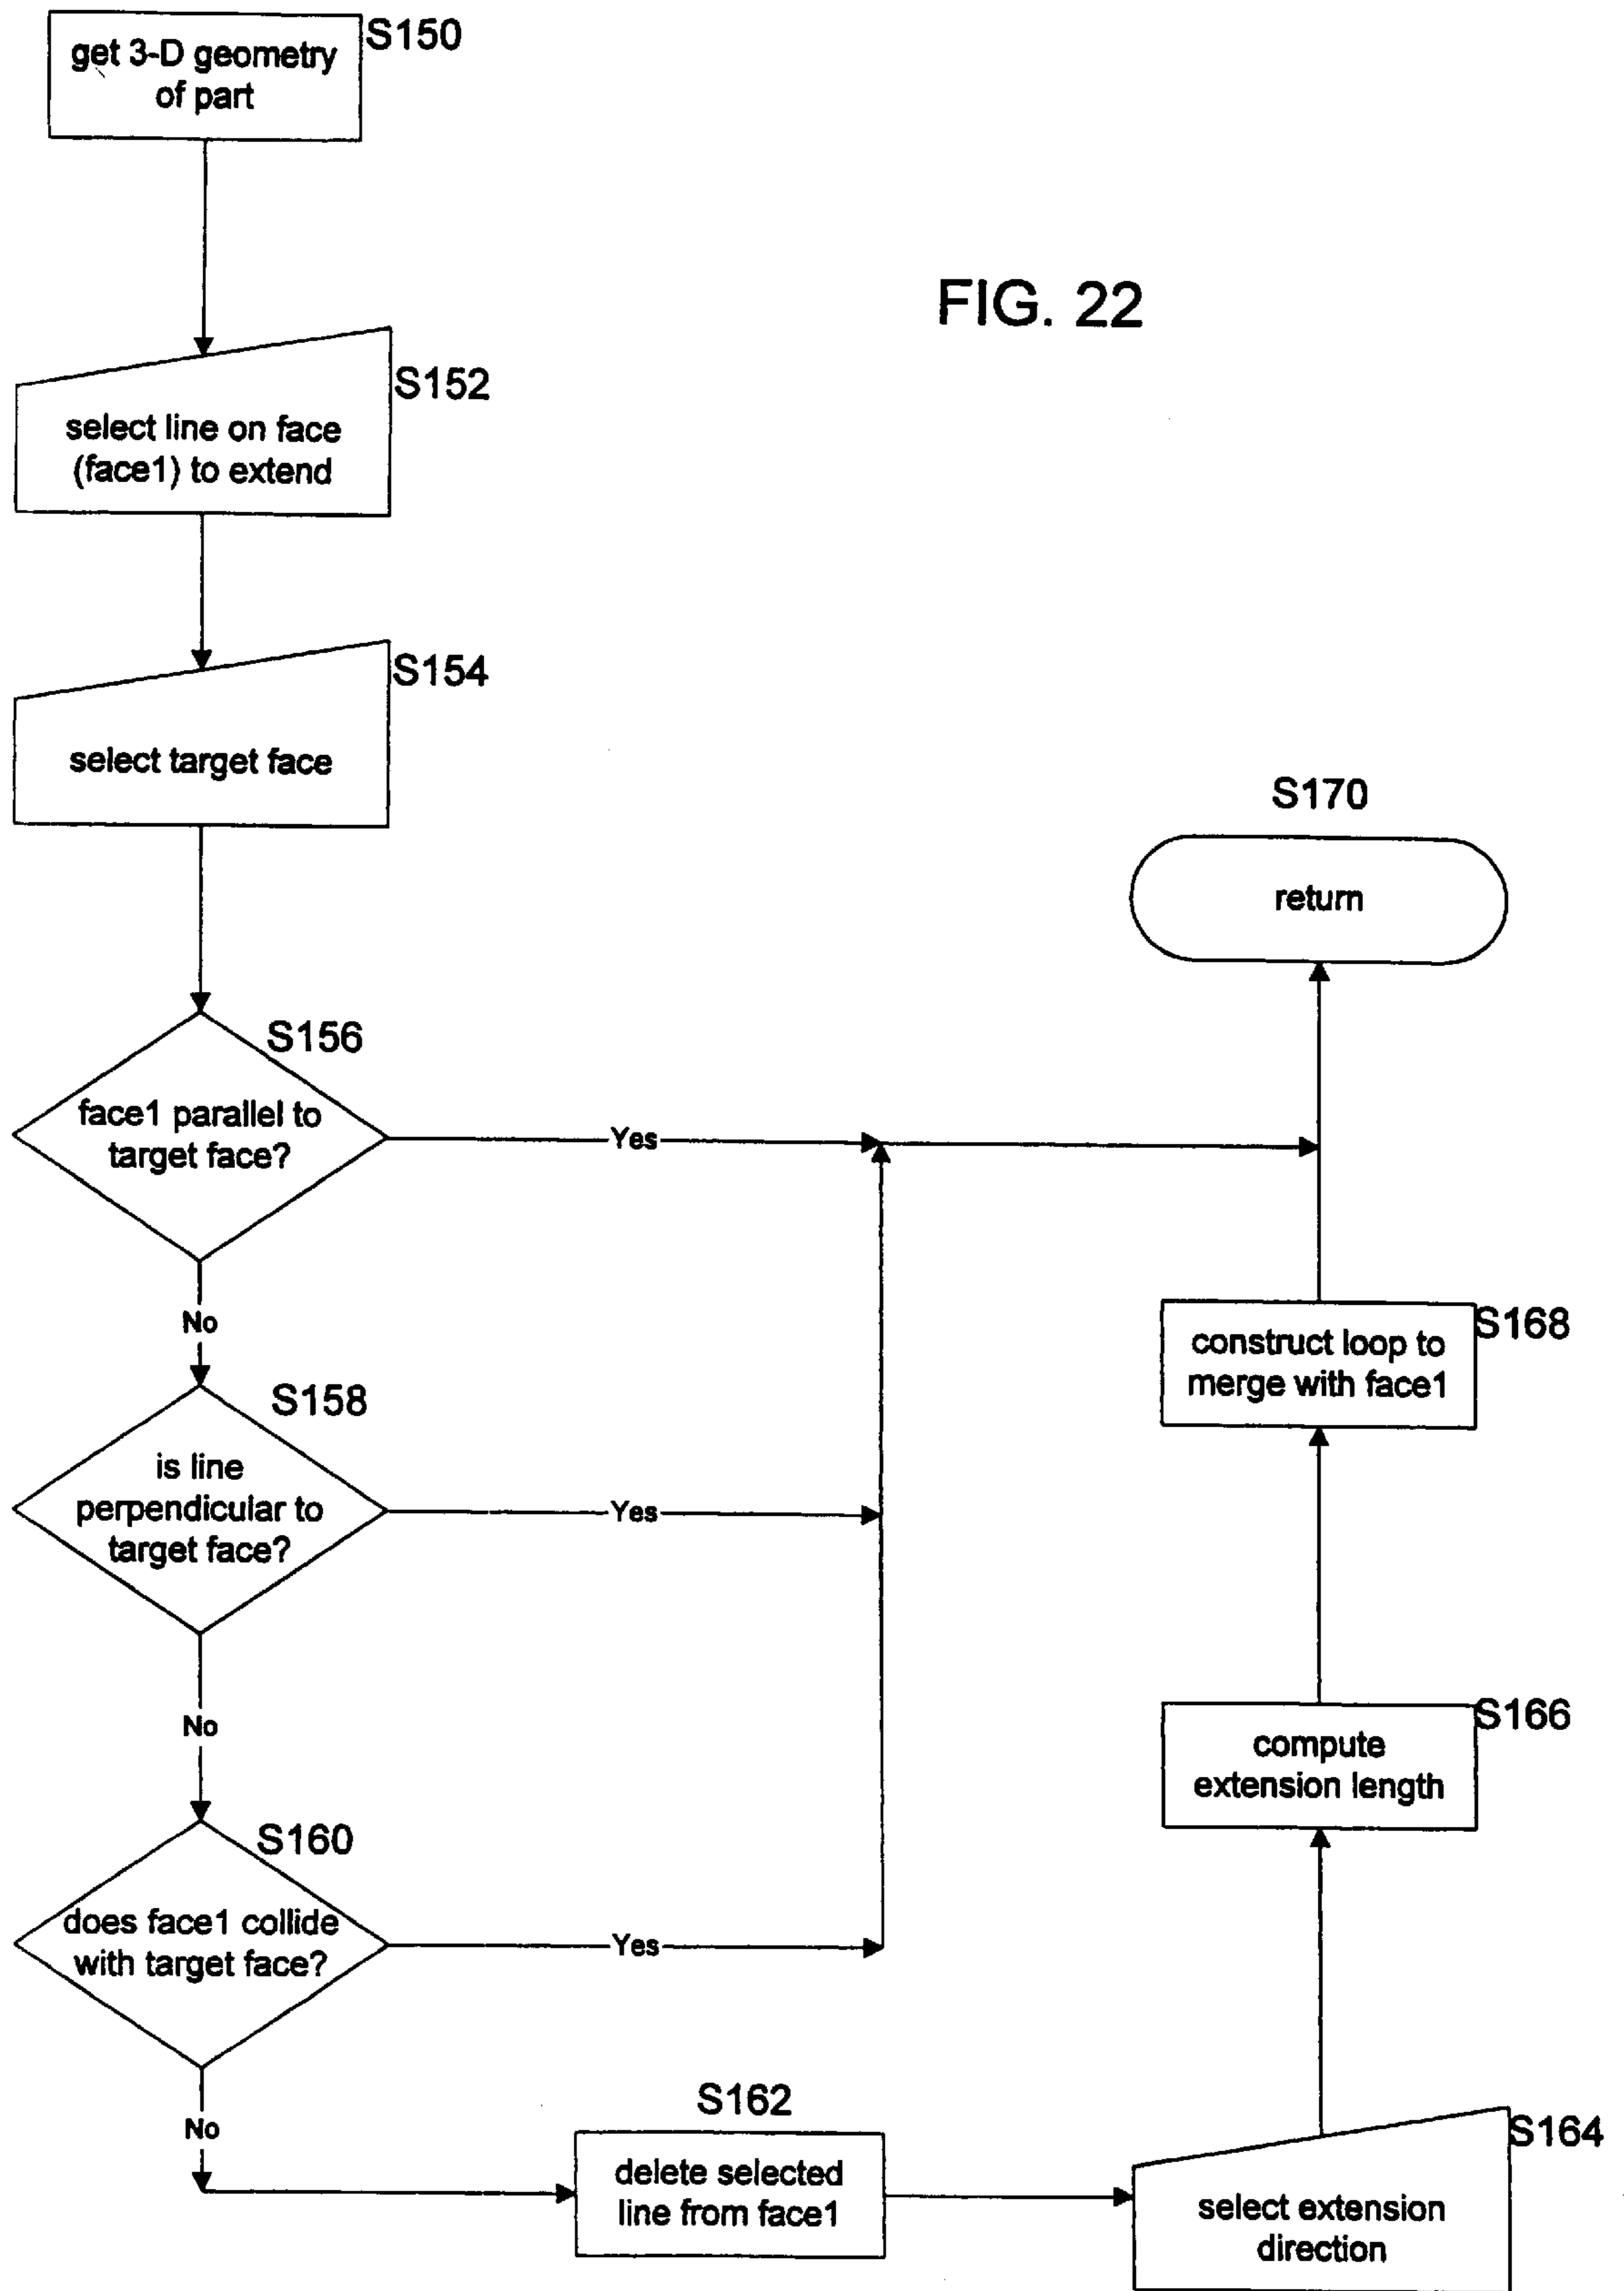 S150
get 3-D geometry
of part
FIG. 22
S152
select line on face
(face1) to extend
S154
select target face
S170
return
S156
face1 parallel to
target face?
Yes
No
S168
construct loop to
merge with face1
S158
is line
perpendicular to
target face?
Yes
No
S166
compute
extension length
S160
does face1 collide
with target face?
Yes
No
S162
delete selected
line from face1
S164
select extension
direction